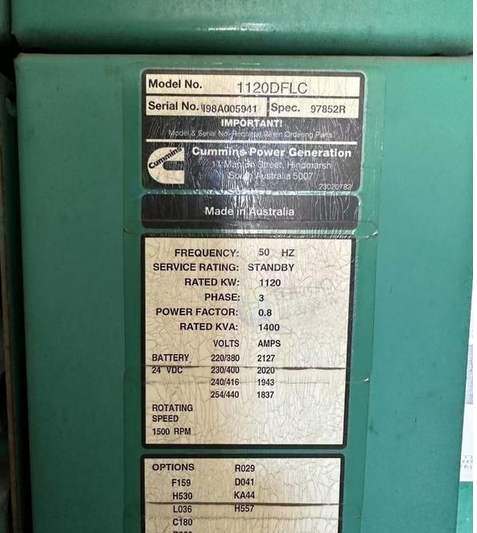 Model No. 1120DFLC
Serial No. I98A005941 Spec. 97852R
IMPORTANT!
Model & Serial No. Required When Ordering Parts
Cummins
Cummins Power Generation
Street, Hindmarsh
South Australia 5007
Made in Australia
FREQUENCY: 50 HZ
SERVICE RATING: STANDBY
RATED KW: 1120
PHASE: 3
POWER FACTOR: 0.8
RATED KVA: 1400
VOLTS AMPS
BATTERY 220/380 2127
24 VDC 230/400 2020
240/416 1943
254/440 1837
ROTATING
SPEED
1500 RPM
OPTIONS R029
F159 D041
H530 KA44
L036 H557
C180